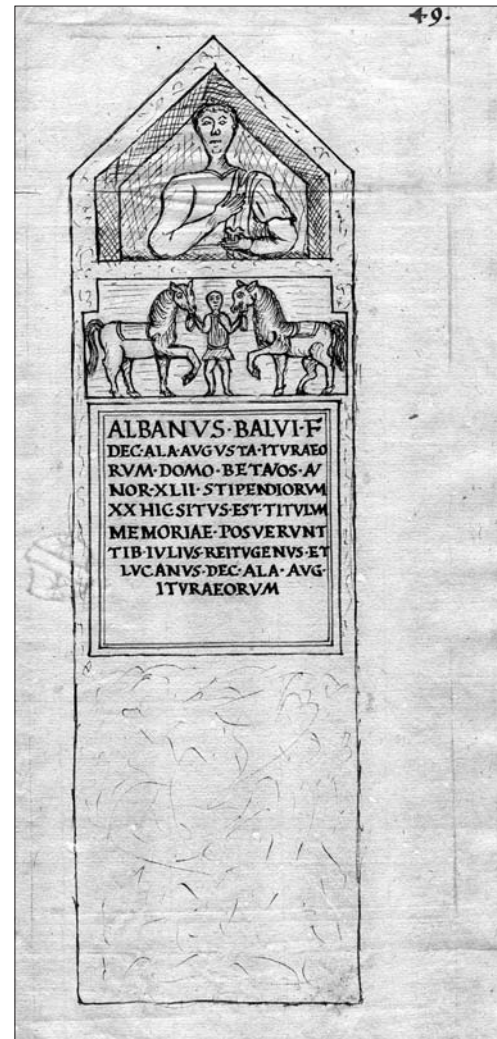 49.
ALBANVS·BALVI·F
DEC·ALA·AVGVSTA·ITVRAEO
RVM·DOMO·BETAVOS·AN
NOR·XLII·STIPENDIORVM
XX HIC SITVS·EST·TITVLVM
MEMORIAE·POSVERVNT
TIB·IVLIVS·REITVGENVS·ET
LVCANVS·DEC·ALA·AVG·
ITVRAEORVM